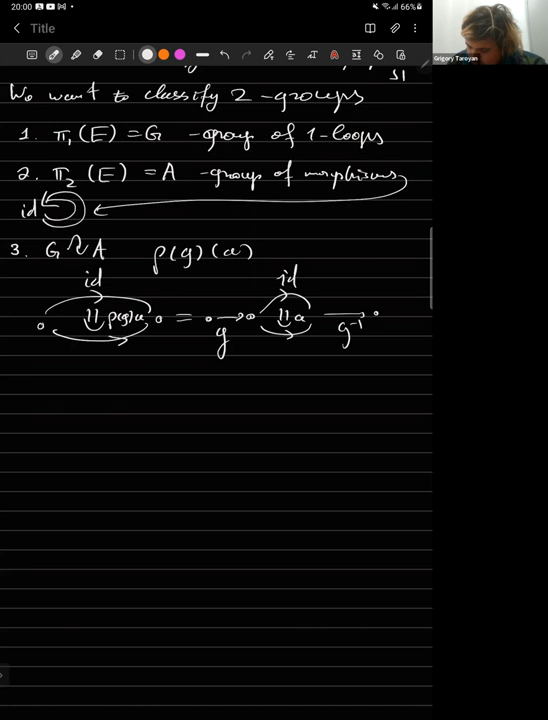 20:00 66%
Title
Grigory Taroyan
We want to classify 2-groups
1. π₁(E) = G - group of 1-loops
2. π₂(E) = A - group of morphisms
id
3. G ↷ A ρ(g)(a)
id id
ρ(g)a = g a g⁻¹